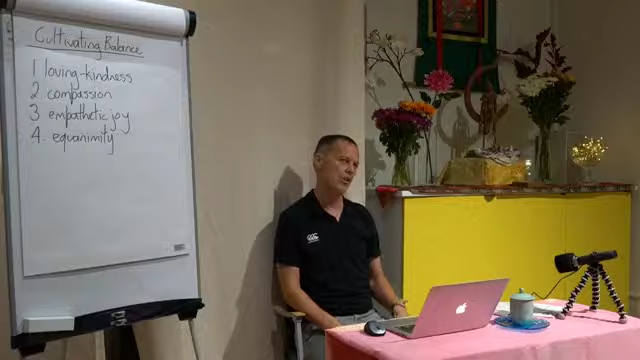 Cultivating Balance
1 loving-kindness
2 compassion
3 empathetic joy
4. equanimity